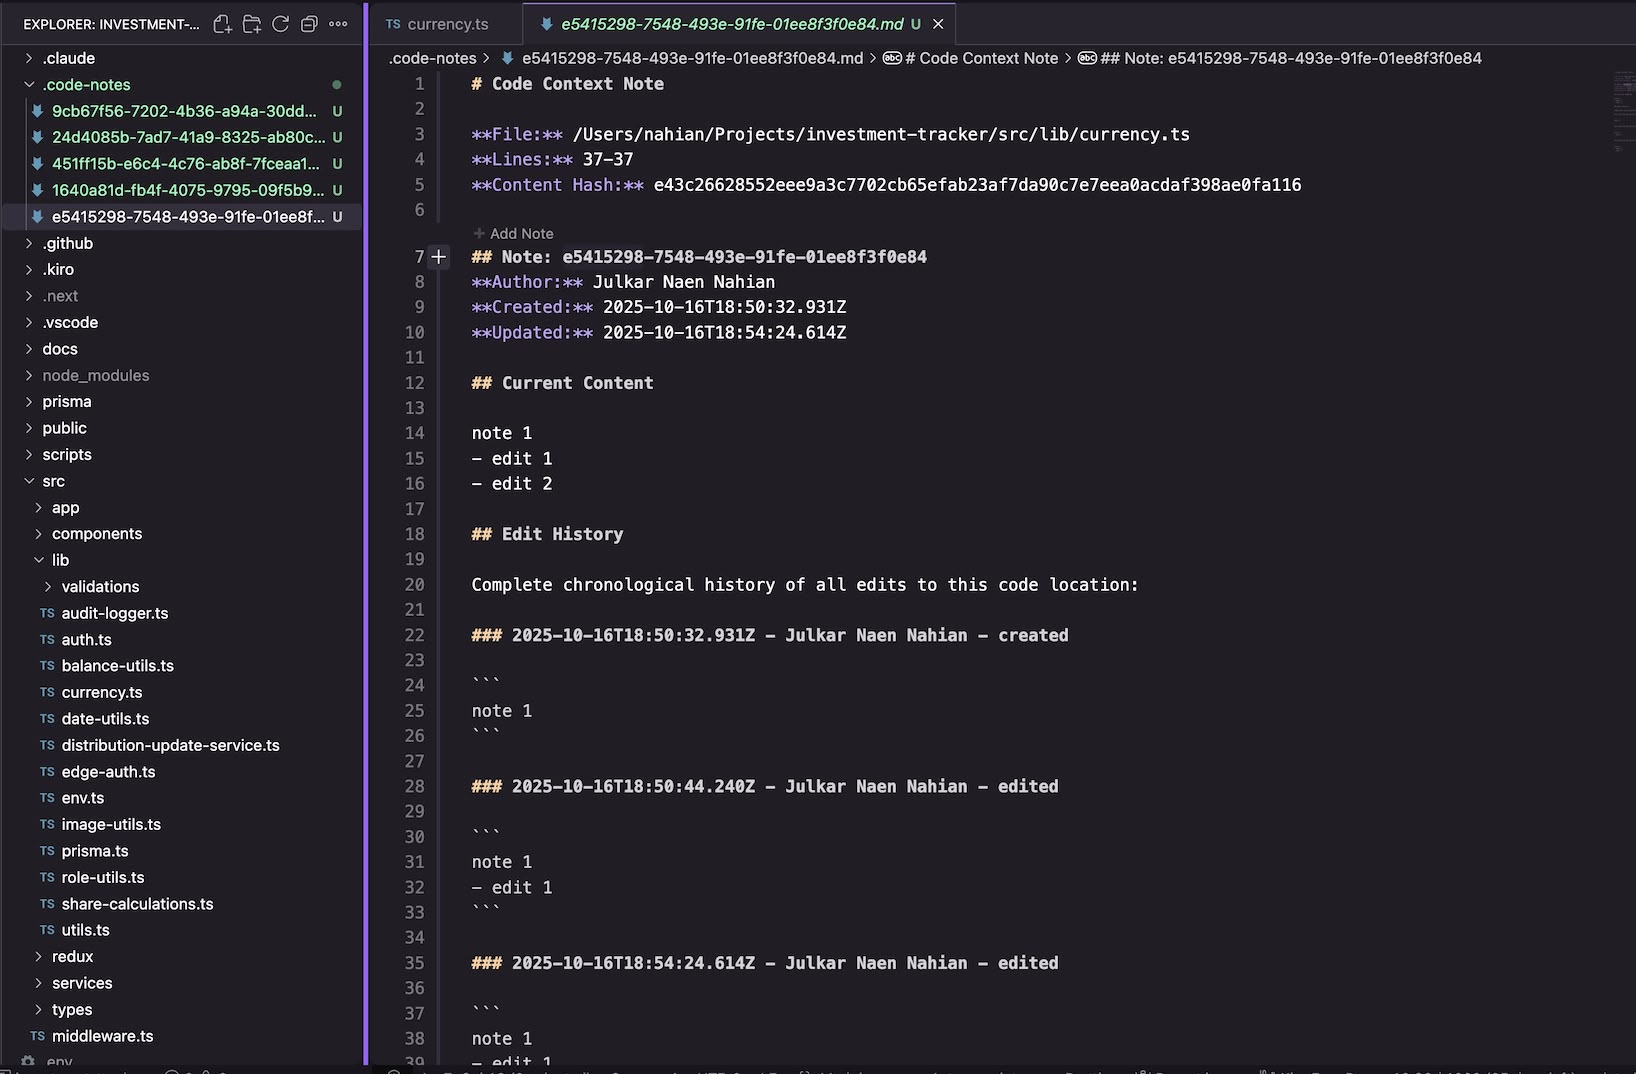 EXPLORER: INVESTMENT-...
.claude
.code-notes
9cb67f56-7202-4b36-a94a-30dd... U
24d4085b-7ad7-41a9-8325-ab80c... U
451ff15b-e6c4-4c76-ab8f-7fceaa1... U
1640a81d-fb4f-4075-9795-09f5b9... U
e5415298-7548-493e-91fe-01ee8f... U
.github
.kiro
.next
.vscode
docs
node_modules
prisma
public
scripts
src
app
components
lib
validations
TS audit-logger.ts
TS auth.ts
TS balance-utils.ts
TS currency.ts
TS date-utils.ts
TS distribution-update-service.ts
TS edge-auth.ts
TS env.ts
TS image-utils.ts
TS prisma.ts
TS role-utils.ts
TS share-calculations.ts
TS utils.ts
redux
services
types
TS middleware.ts
.env
TS currency.ts
e5415298-7548-493e-91fe-01ee8f3f0e84.md U
.code-notes > e5415298-7548-493e-91fe-01ee8f3f0e84.md > abc # Code Context Note > abc ## Note: e5415298-7548-493e-91fe-01ee8f3f0e84
1 # Code Context Note
2
3 **File:** /Users/nahian/Projects/investment-tracker/src/lib/currency.ts
4 **Lines:** 37-37
5 **Content Hash:** e43c26628552eee9a3c7702cb65efab23af7da90c7e7eea0acdaf398ae0fa116
6
+ Add Note
7 + ## Note: e5415298-7548-493e-91fe-01ee8f3f0e84
8 **Author:** Julkar Naen Nahian
9 **Created:** 2025-10-16T18:50:32.931Z
10 **Updated:** 2025-10-16T18:54:24.614Z
11
12 ## Current Content
13
14 note 1
15 - edit 1
16 - edit 2
17
18 ## Edit History
19
20 Complete chronological history of all edits to this code location:
21
22 ### 2025-10-16T18:50:32.931Z - Julkar Naen Nahian - created
23
24 ```
25 note 1
26 ```
27
28 ### 2025-10-16T18:50:44.240Z - Julkar Naen Nahian - edited
29
30 ```
31 note 1
32 - edit 1
33 ```
34
35 ### 2025-10-16T18:54:24.614Z - Julkar Naen Nahian - edited
36
37 ```
38 note 1
39 - edit 1